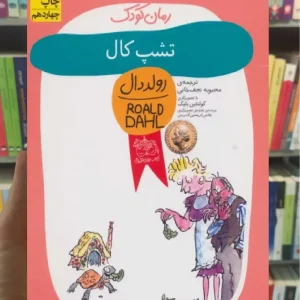 چاپ
چهاردهم
رمان کودک
تشپ کال
رولد دال
ROALD
DAHL
ترجمه‌ی
محبوبه نجف‌خانی
با تصویرگری
کوئنتین بلیک